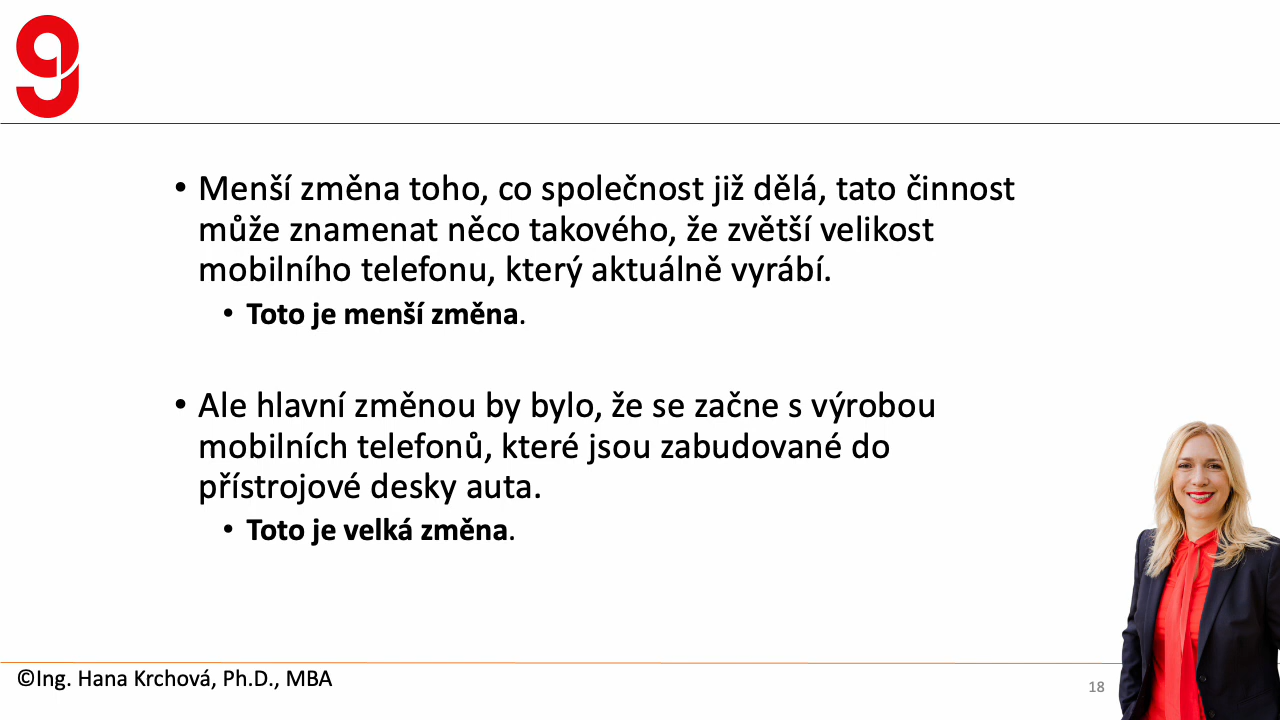 • Menší změna toho, co společnost již dělá, tato činnost
může znamenat něco takového, že zvětší velikost
mobilního telefonu, který aktuálně vyrábí.
• Toto je menší změna.
• Ale hlavní změnou by bylo, že se začne s výrobou
mobilních telefonů, které jsou zabudované do
přístrojové desky auta.
• Toto je velká změna.
©Ing. Hana Krchová, Ph.D., MBA
18